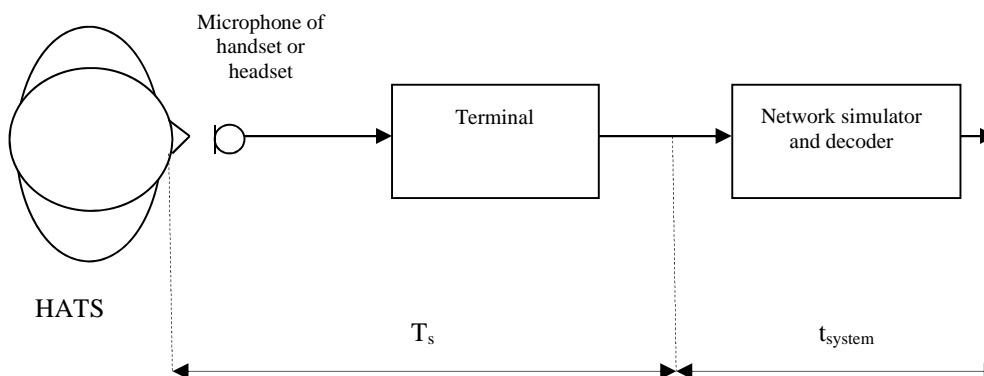 Microphone of
handset or
headset
Terminal
Network simulator
and decoder
HATS
Ts
tsystem